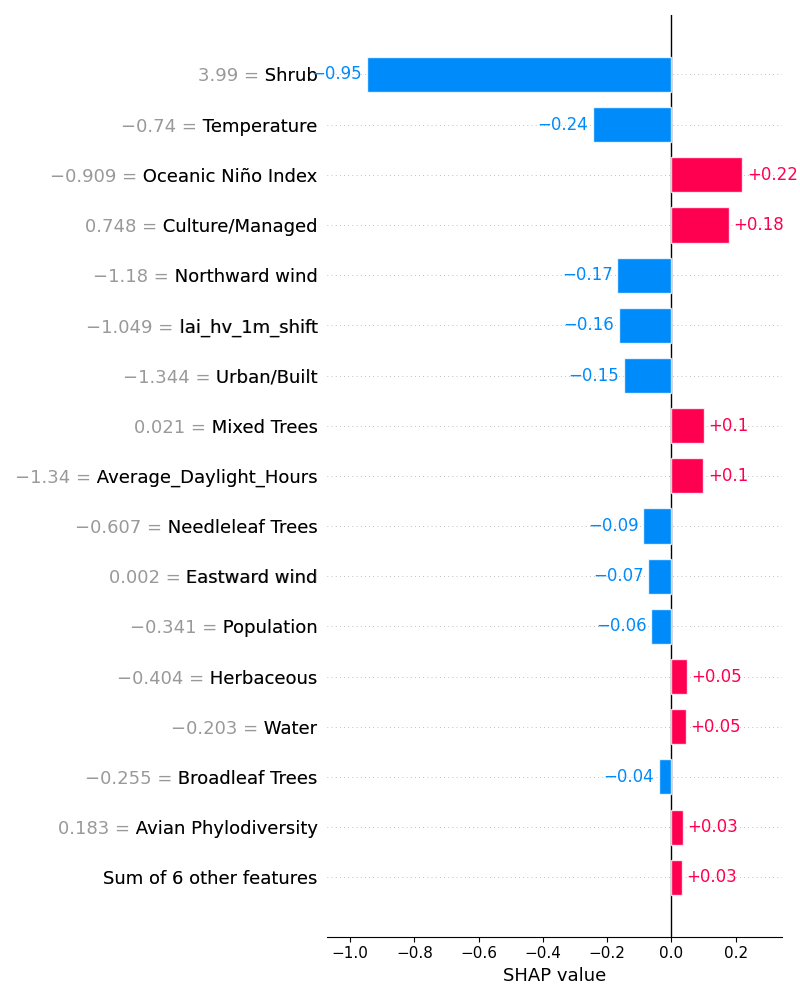 3.99 = Shrub −0.95
−0.74 = Temperature −0.24
−0.909 = Oceanic Niño Index +0.22
0.748 = Culture/Managed +0.18
−1.18 = Northward wind −0.17
−1.049 = lai_hv_1m_shift −0.16
−1.344 = Urban/Built −0.15
0.021 = Mixed Trees +0.1
−1.34 = Average_Daylight_Hours +0.1
−0.607 = Needleleaf Trees −0.09
0.002 = Eastward wind −0.07
−0.341 = Population −0.06
−0.404 = Herbaceous +0.05
−0.203 = Water +0.05
−0.255 = Broadleaf Trees −0.04
0.183 = Avian Phylodiversity +0.03
Sum of 6 other features +0.03
−1.0 −0.8 −0.6 −0.4 −0.2 0.0 0.2
SHAP value